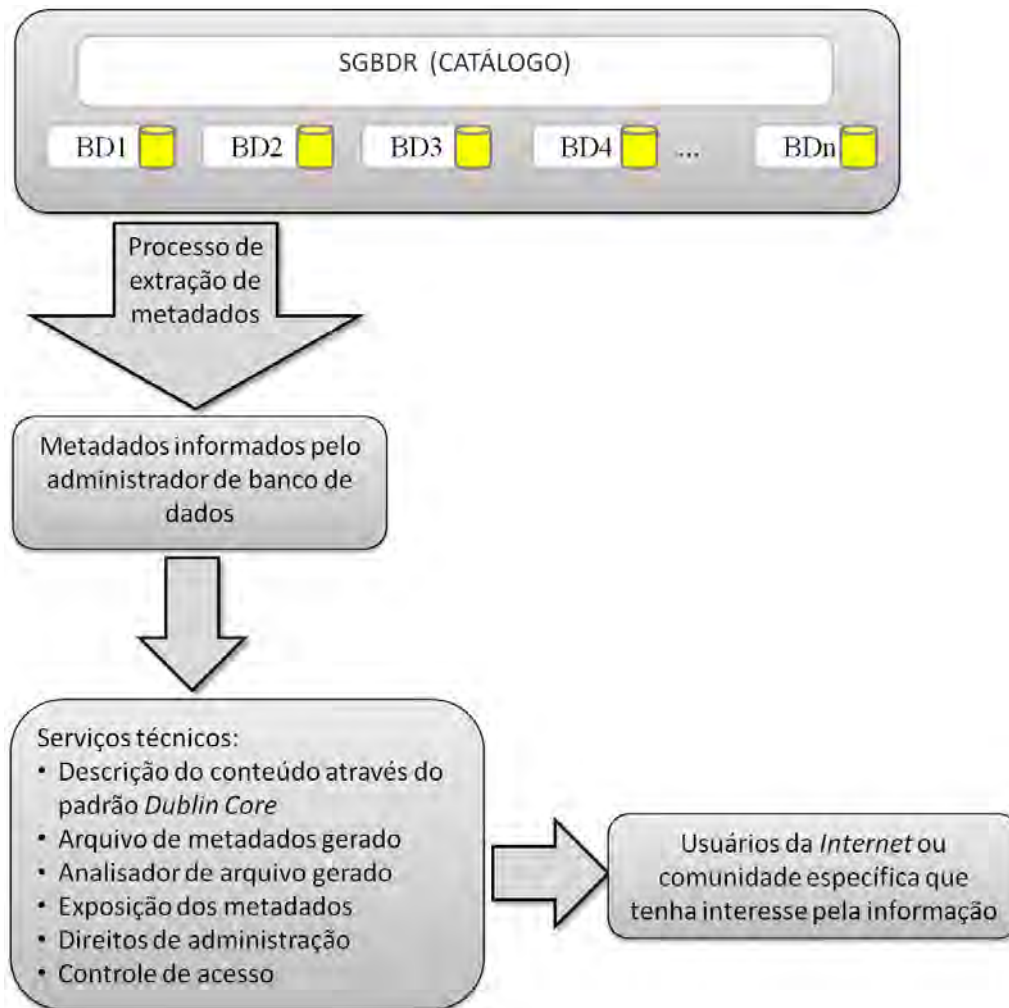 SGBDR (CATÁLOGO)
BD1 BD2 BD3 BD4 ... BDn
Processo de
extração de
metadados
Metadados informados pelo
administrador de banco de
dados
Serviços técnicos:
• Descrição do conteúdo através do
padrão Dublin Core
• Arquivo de metadados gerado
• Analisador de arquivo gerado
• Exposição dos metadados
• Direitos de administração
• Controle de acesso
Usuários da Internet ou
comunidade específica que
tenha interesse pela informação